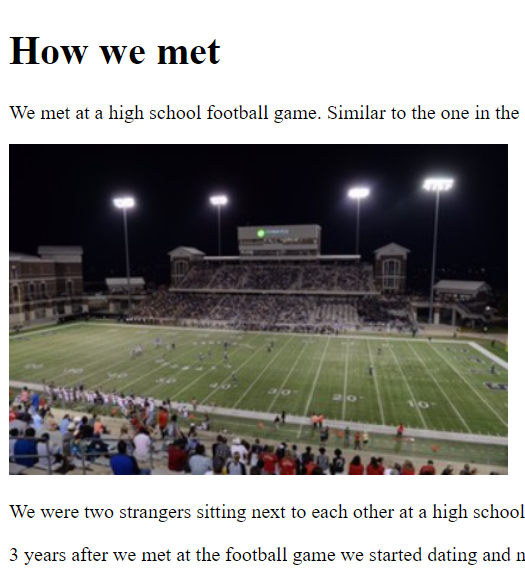 How we met
We met at a high school football game. Similar to the one in the
We were two strangers sitting next to each other at a high school
3 years after we met at the football game we started dating and n